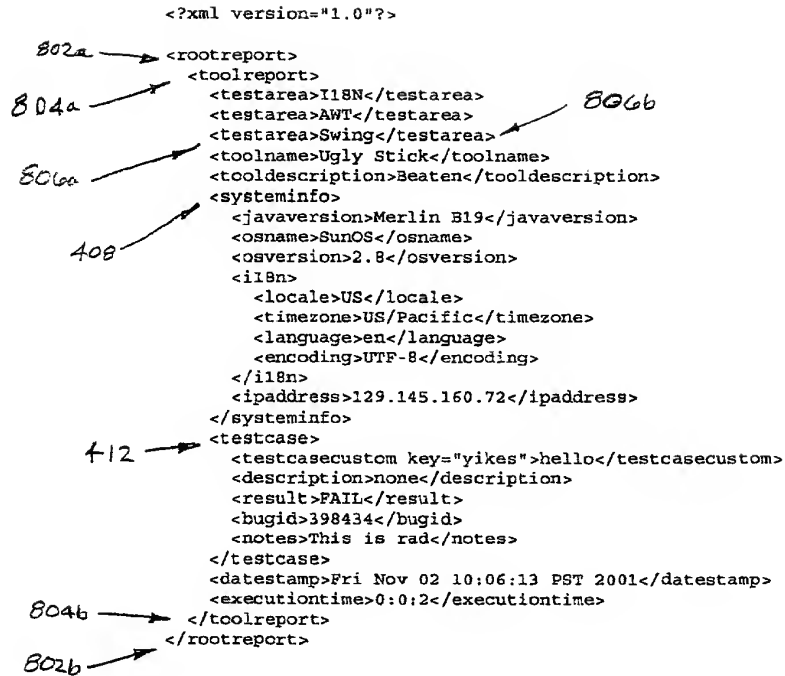 <?xml version="1.0"?>
802a <rootreport>
804a <toolreport>
<testarea>I18N</testarea>
<testarea>AWT</testarea>
806a <testarea>Swing</testarea> 806b
<toolname>Ugly Stick</toolname>
<tooldescription>Beaten</tooldescription>
408 <systeminfo>
<javaversion>Merlin B19</javaversion>
<osname>SunOS</osname>
<osversion>2.8</osversion>
<i18n>
<locale>US</locale>
<timezone>US/Pacific</timezone>
<language>en</language>
<encoding>UTF-8</encoding>
</i18n>
<ipaddress>129.145.160.72</ipaddress>
</systeminfo>
412 <testcase>
<testcasecustom key="yikes">hello</testcasecustom>
<description>none</description>
<result>FAIL</result>
<bugid>398434</bugid>
<notes>This is rad</notes>
</testcase>
<datestamp>Fri Nov 02 10:06:13 PST 2001</datestamp>
<executiontime>0:0:2</executiontime>
804b </toolreport>
802b </rootreport>